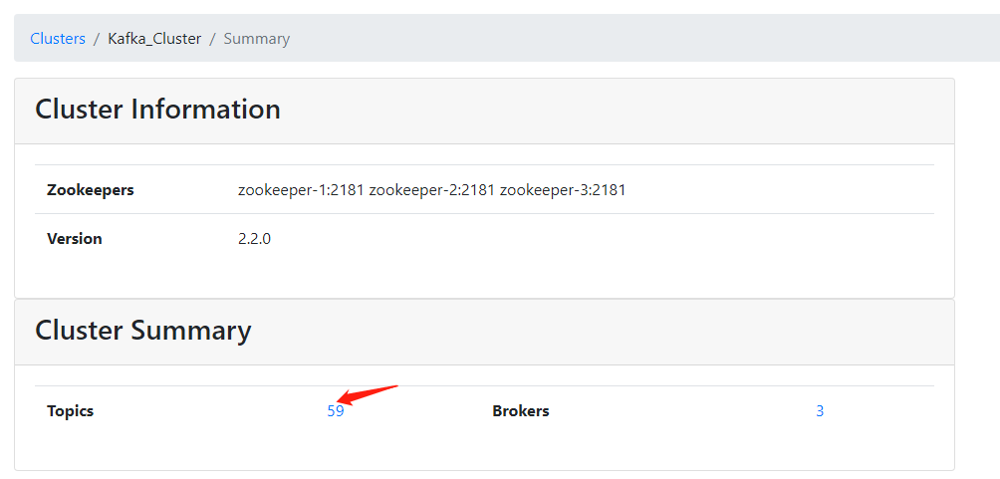 Clusters / Kafka_Cluster / Summary
Cluster Information
Zookeepers zookeeper-1:2181 zookeeper-2:2181 zookeeper-3:2181
Version 2.2.0
Cluster Summary
Topics 59 Brokers 3